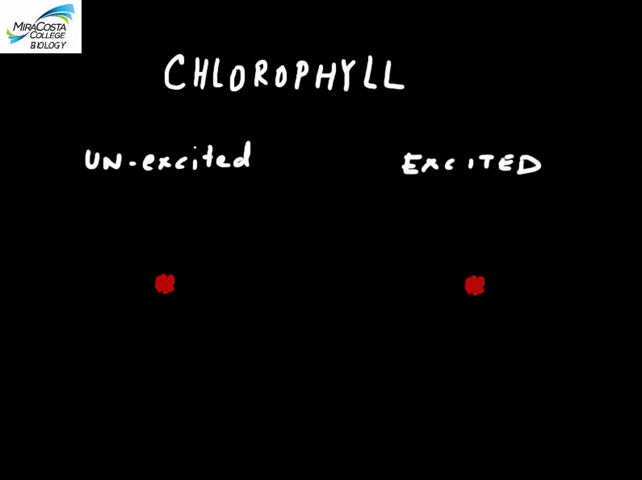 MIRACOSTA
COLLEGE
BIOLOGY
CHLOROPHYLL
UN-excited
EXCITED